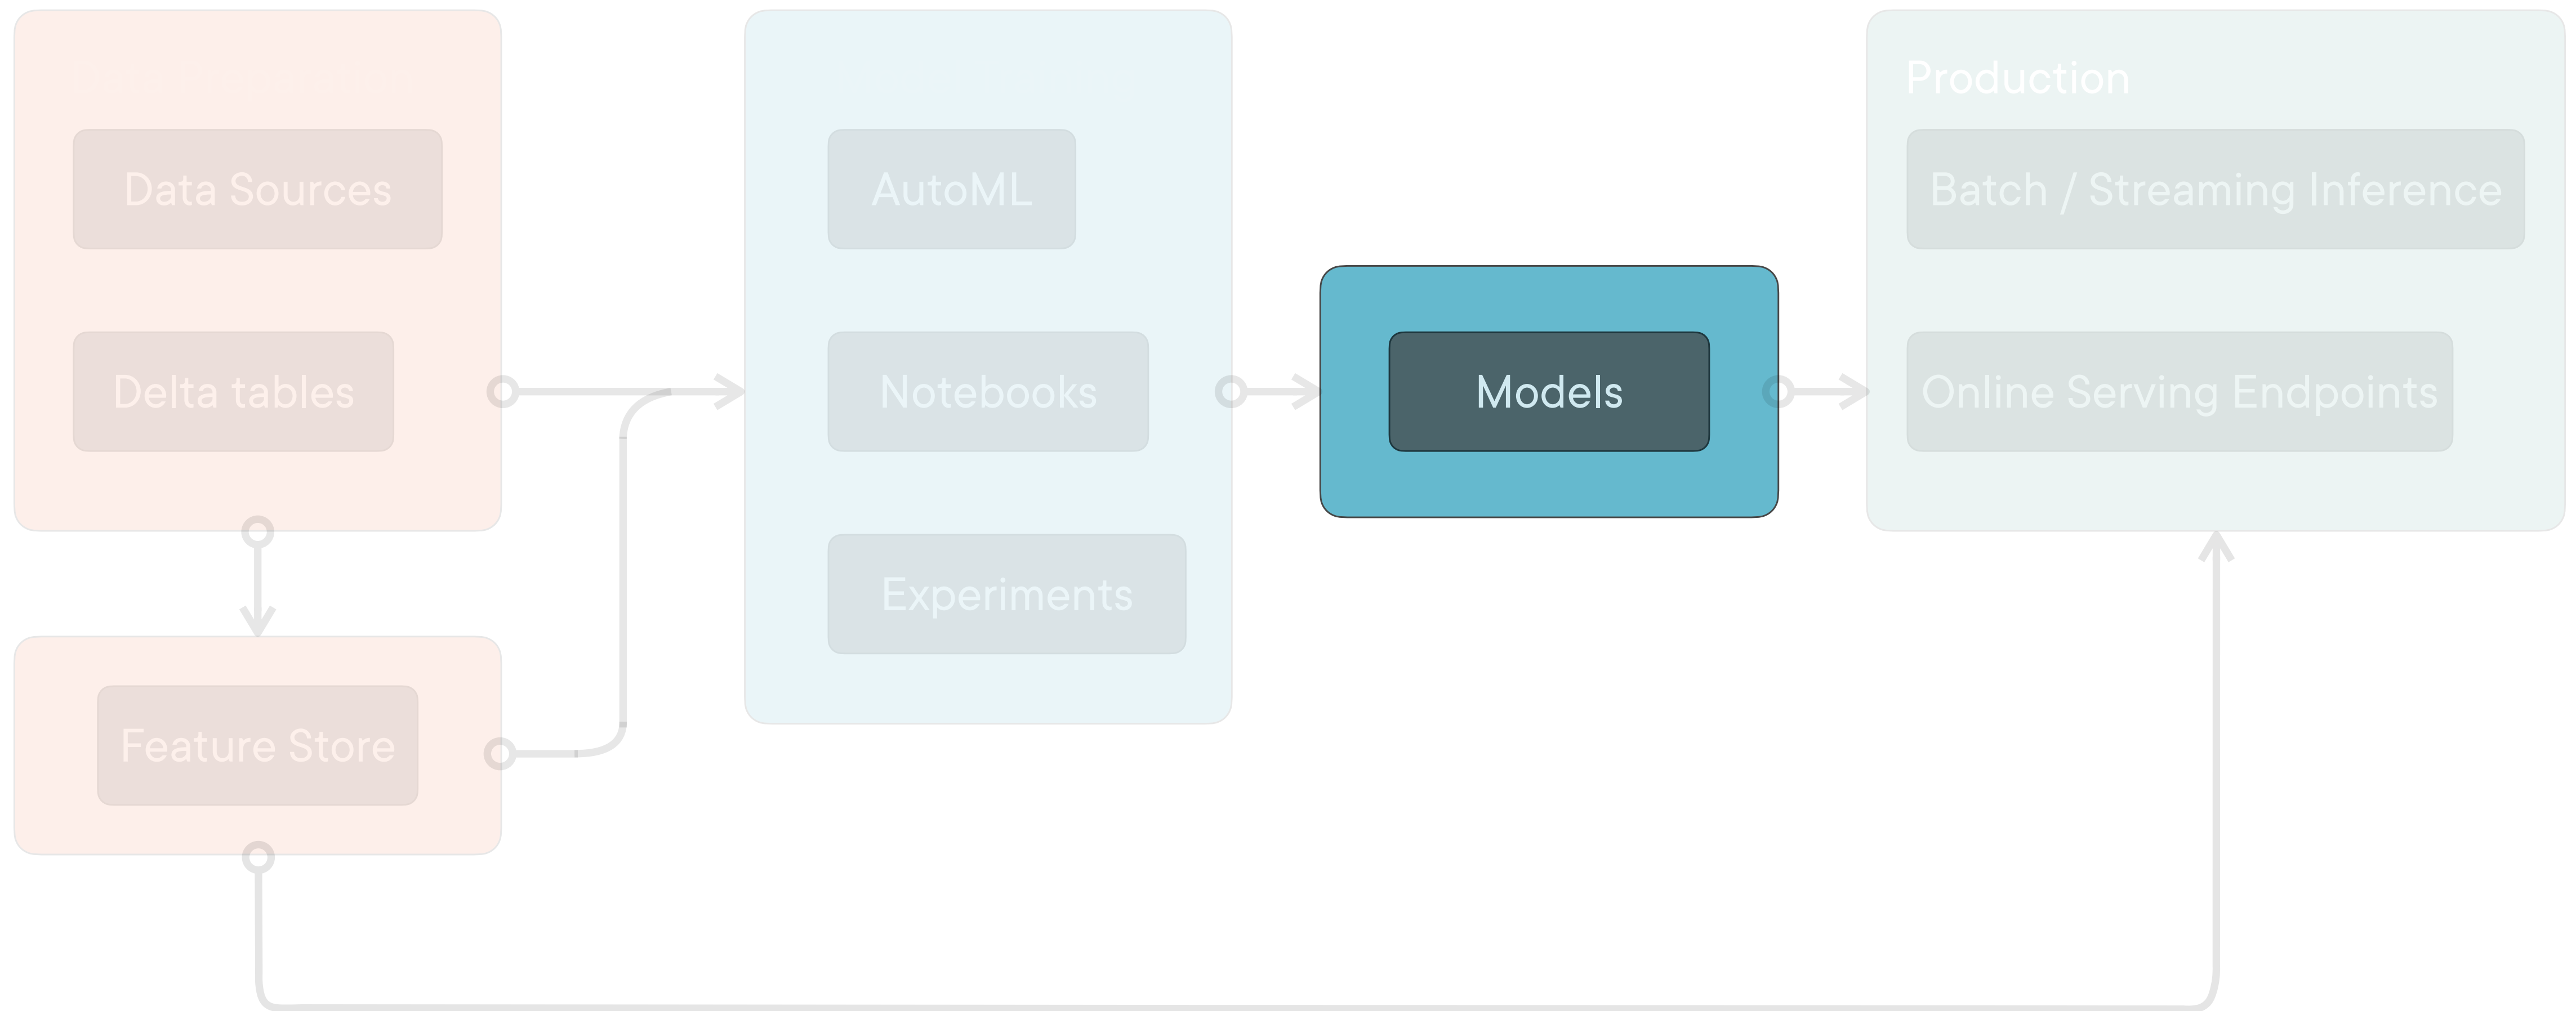 Data Sources
Delta tables
Feature Store
AutoML
Notebooks
Experiments
Models
Production
Batch / Streaming Inference
Online Serving Endpoints